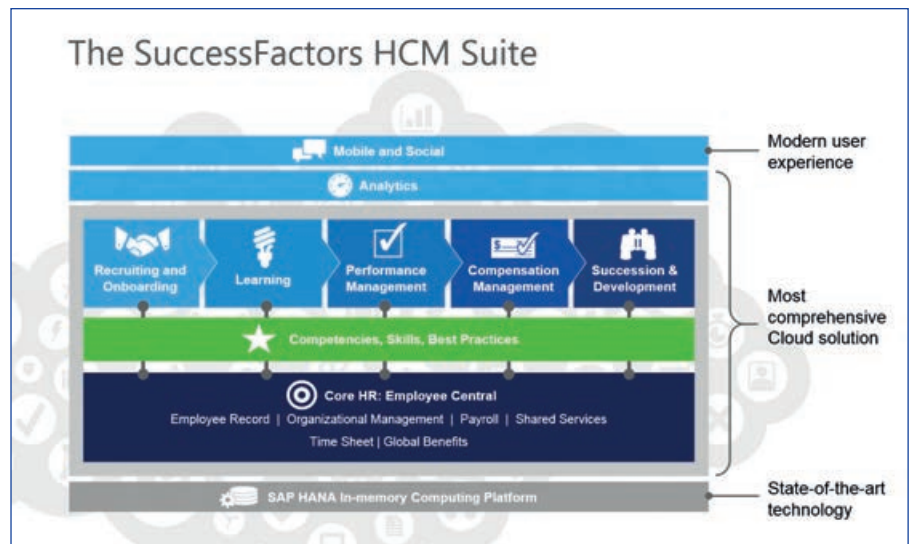 The SuccessFactors HCM Suite
Mobile and Social
Modern user
experience
Analytics
Recruiting and
Onboarding
Learning
Performance
Management
Compensation
Management
Succession &
Development
Most
comprehensive
Cloud solution
Competencies, Skills, Best Practices
Core HR: Employee Central
Employee Record | Organizational Management | Payroll | Shared Services
Time Sheet | Global Benefits
SAP HANA In-memory Computing Platform
State-of-the-art
technology